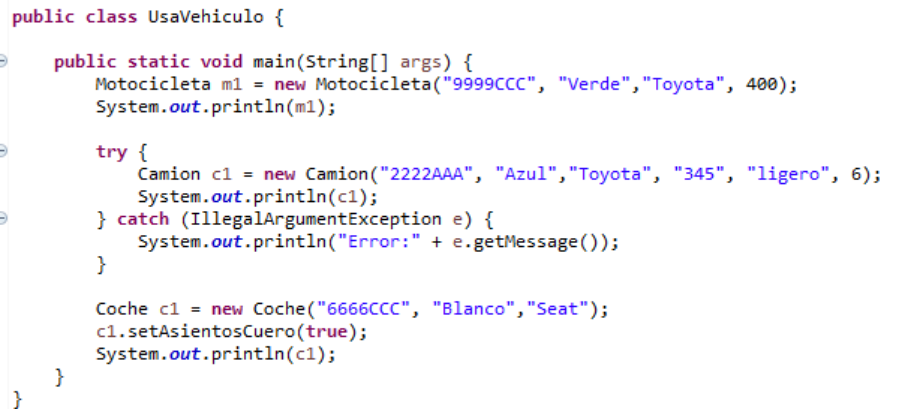 public class UsaVehiculo {
public static void main(String[] args) {
Motocicleta m1 = new Motocicleta("9999CCC", "Verde","Toyota", 400);
System.out.println(m1);
try {
Camion c1 = new Camion("2222AAA", "Azul","Toyota", "345", "ligero", 6);
System.out.println(c1);
} catch (IllegalArgumentException e) {
System.out.println("Error:" + e.getMessage());
}
Coche c1 = new Coche("6666CCC", "Blanco","Seat");
c1.setAsientosCuero(true);
System.out.println(c1);
}
}